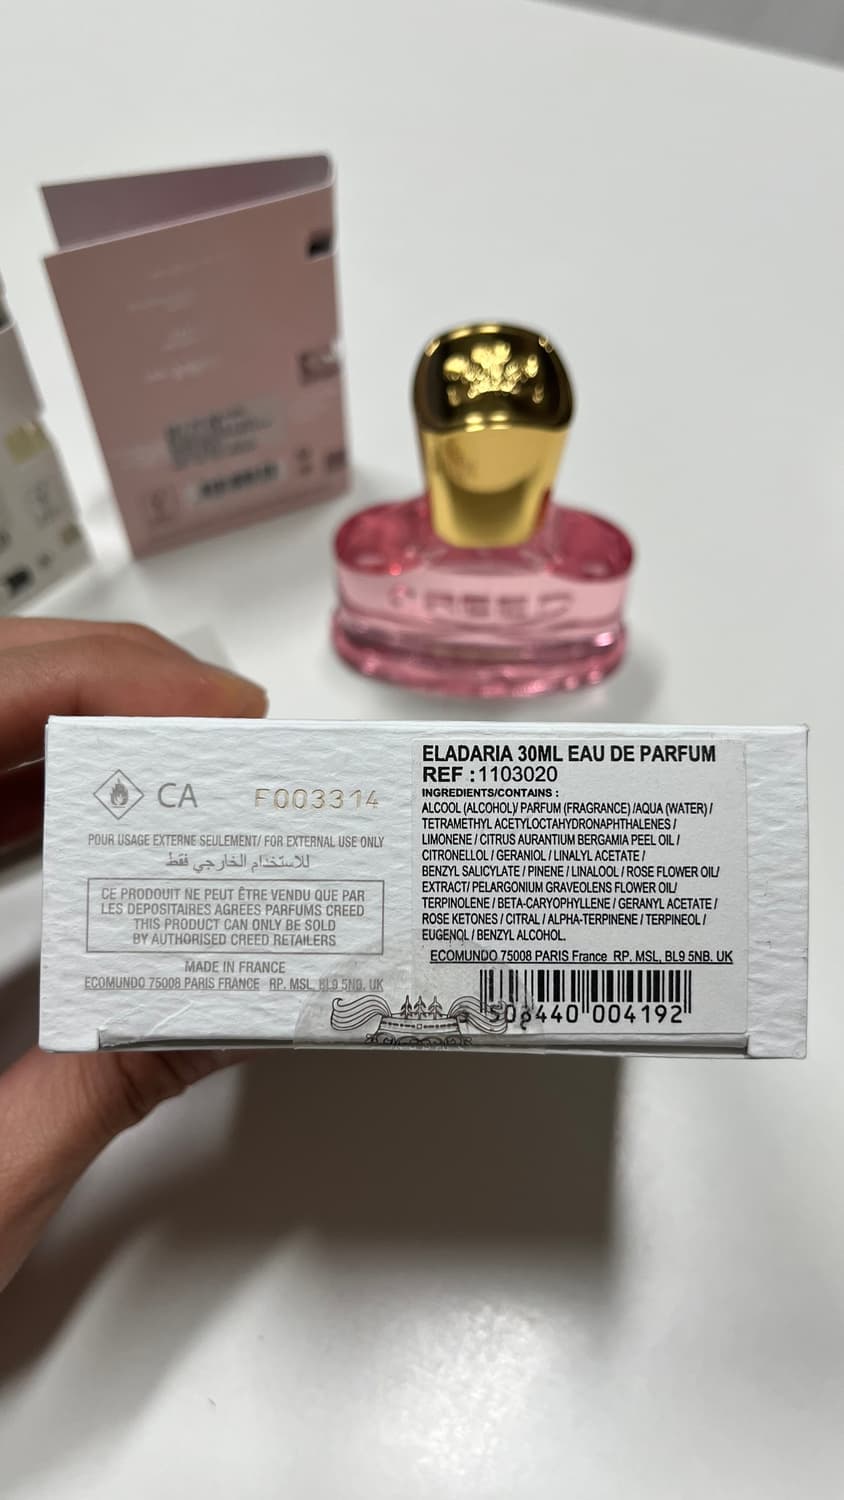 CREED
CA
F003314
POUR USAGE EXTERNE SEULEMENT/ FOR EXTERNAL USE ONLY
للاستخدام الخارجي فقط
CE PRODOUIT NE PEUT ÊTRE VENDU QUE PAR
LES DEPOSITAIRES AGREES PARFUMS CREED
THIS PRODUCT CAN ONLY BE SOLD
BY AUTHORISED CREED RETAILERS
MADE IN FRANCE
ECOMUNDO 75008 PARIS FRANCE RP. MSL, BL9 5NB. UK
ELADARIA 30ML EAU DE PARFUM
REF : 1103020
INGREDIENTS/CONTAINS :
ALCOOL (ALCOHOL)/ PARFUM (FRAGRANCE) /AQUA (WATER) /
TETRAMETHYL ACETYLOCTAHYDRONAPHTHALENES /
LIMONENE / CITRUS AURANTIUM BERGAMIA PEEL OIL /
CITRONELLOL / GERANIOL / LINALYL ACETATE /
BENZYL SALICYLATE / PINENE / LINALOOL / ROSE FLOWER OIL/
EXTRACT/ PELARGONIUM GRAVEOLENS FLOWER OIL/
TERPINOLENE / BETA-CARYOPHYLLENE / GERANYL ACETATE /
ROSE KETONES / CITRAL / ALPHA-TERPINENE / TERPINEOL /
EUGENOL / BENZYL ALCOHOL.
ECOMUNDO 75008 PARIS France RP. MSL, BL9 5NB. UK
508440 004192